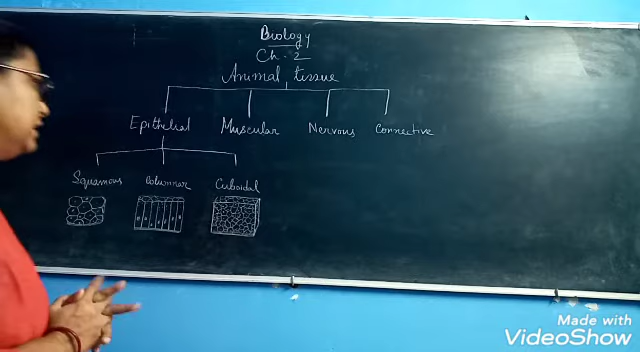 Biology
Ch. 2
Animal tissue
Epithelial Muscular Nervous Connective
Squamous Columnar Cuboidal
Made with
VideoShow